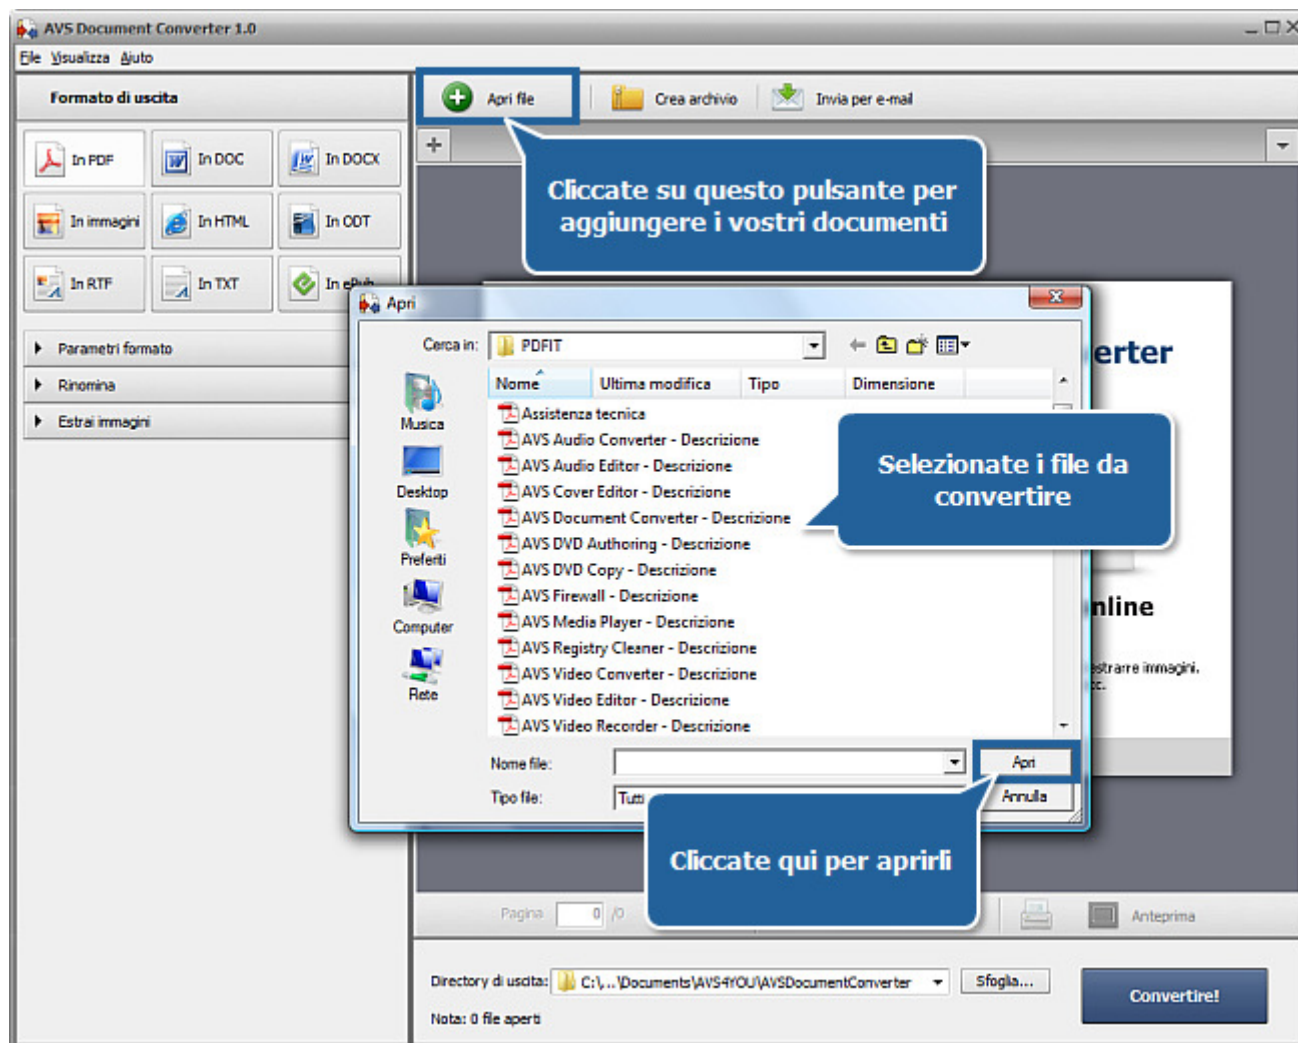 AVS Document Converter 1.0
File Visualizza Aiuto
Formato di uscita
Apri file
Crea archivio
Invia per e-mail
In PDF
In DOC
In DOCX
In immagini
In HTML
In ODT
In RTF
In TXT
In ePub
Parametri formato
Rinomina
Estrai immagini
Cliccate su questo pulsante per
aggiungere i vostri documenti
Apri
Cerca in:
PDFIT
Nome
Ultima modifica
Tipo
Dimensione
Musica
Desktop
Preferiti
Computer
Rete
Assistenza tecnica
AVS Audio Converter - Descrizione
AVS Audio Editor - Descrizione
AVS Cover Editor - Descrizione
AVS Document Converter - Descrizione
AVS DVD Authoring - Descrizione
AVS DVD Copy - Descrizione
AVS Firewall - Descrizione
AVS Media Player - Descrizione
AVS Registry Cleaner - Descrizione
AVS Video Converter - Descrizione
AVS Video Editor - Descrizione
AVS Video Recorder - Descrizione
Selezionate i file da
convertire
erter
nline
estrarre immagini.
Nome file:
Apri
Tipo file:
Tutti
Annulla
Cliccate qui per aprirli
Pagina 0 /0
Anteprima
Directory di uscita:
C:\,...\Documents\AVS4YOU\AVSDocumentConverter
Sfoglia...
Convertire!
Nota: 0 file aperti